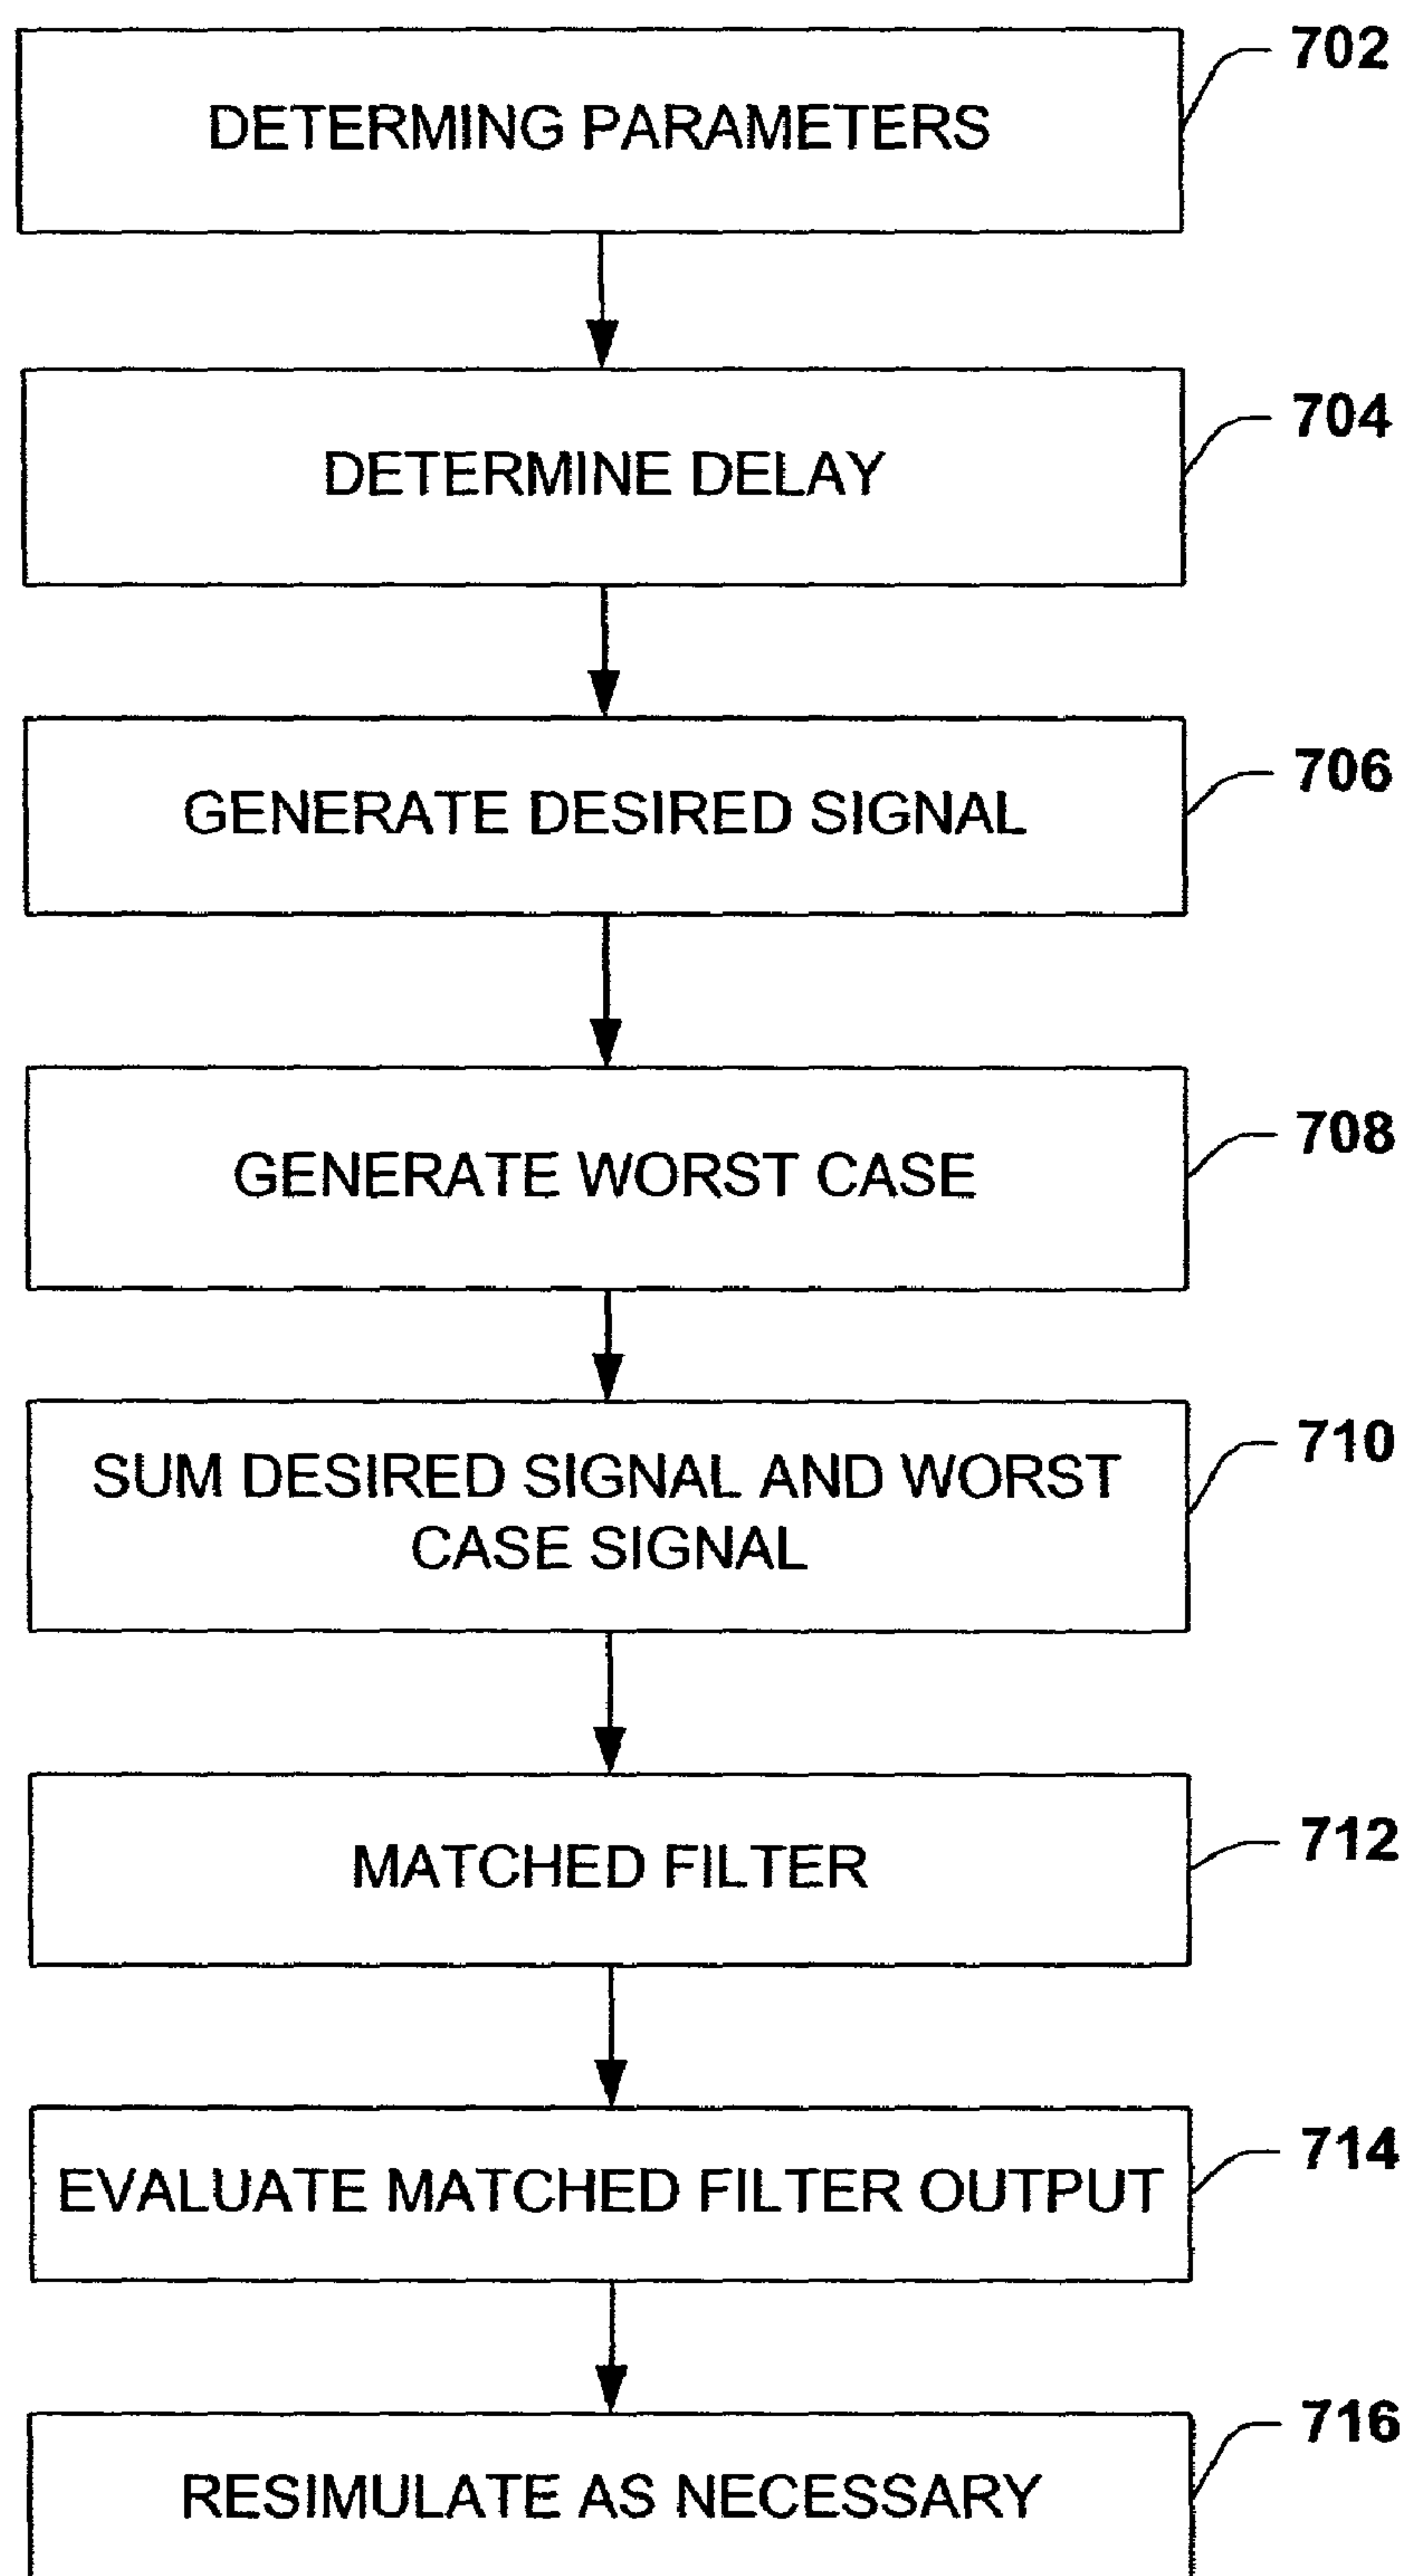 702
DETERMING PARAMETERS
704
DETERMINE DELAY
706
GENERATE DESIRED SIGNAL
708
GENERATE WORST CASE
710
SUM DESIRED SIGNAL AND WORST
CASE SIGNAL
712
MATCHED FILTER
714
EVALUATE MATCHED FILTER OUTPUT
716
RESIMULATE AS NECESSARY